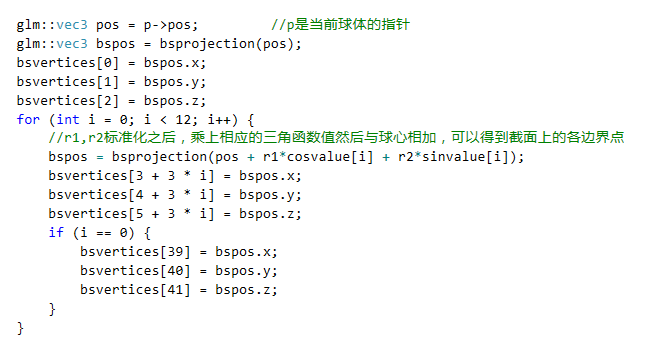 glm::vec3 pos = p->pos;         //p是当前球体的指针
glm::vec3 bspos = bsprojection(pos);
bsvertices[0] = bspos.x;
bsvertices[1] = bspos.y;
bsvertices[2] = bspos.z;
for (int i = 0; i < 12; i++) {
    //r1,r2标准化之后，乘上相应的三角函数值然后与球心相加，可以得到截面上的各边界点
    bspos = bsprojection(pos + r1*cosvalue[i] + r2*sinvalue[i]);
    bsvertices[3 + 3 * i] = bspos.x;
    bsvertices[4 + 3 * i] = bspos.y;
    bsvertices[5 + 3 * i] = bspos.z;
    if (i == 0) {
        bsvertices[39] = bspos.x;
        bsvertices[40] = bspos.y;
        bsvertices[41] = bspos.z;
    }
}